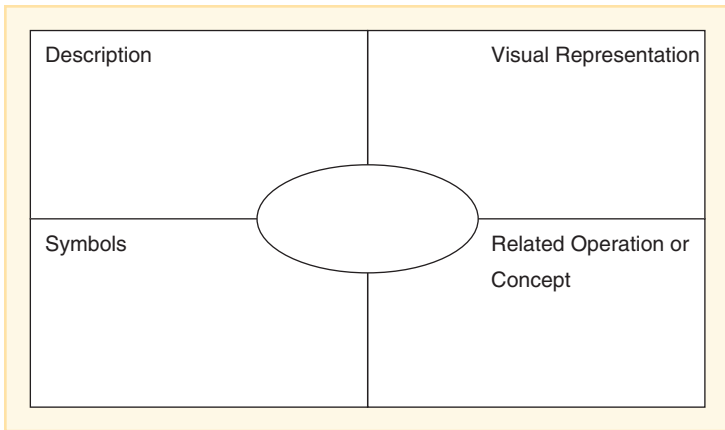 Description
Visual Representation
Symbols
Related Operation or
Concept